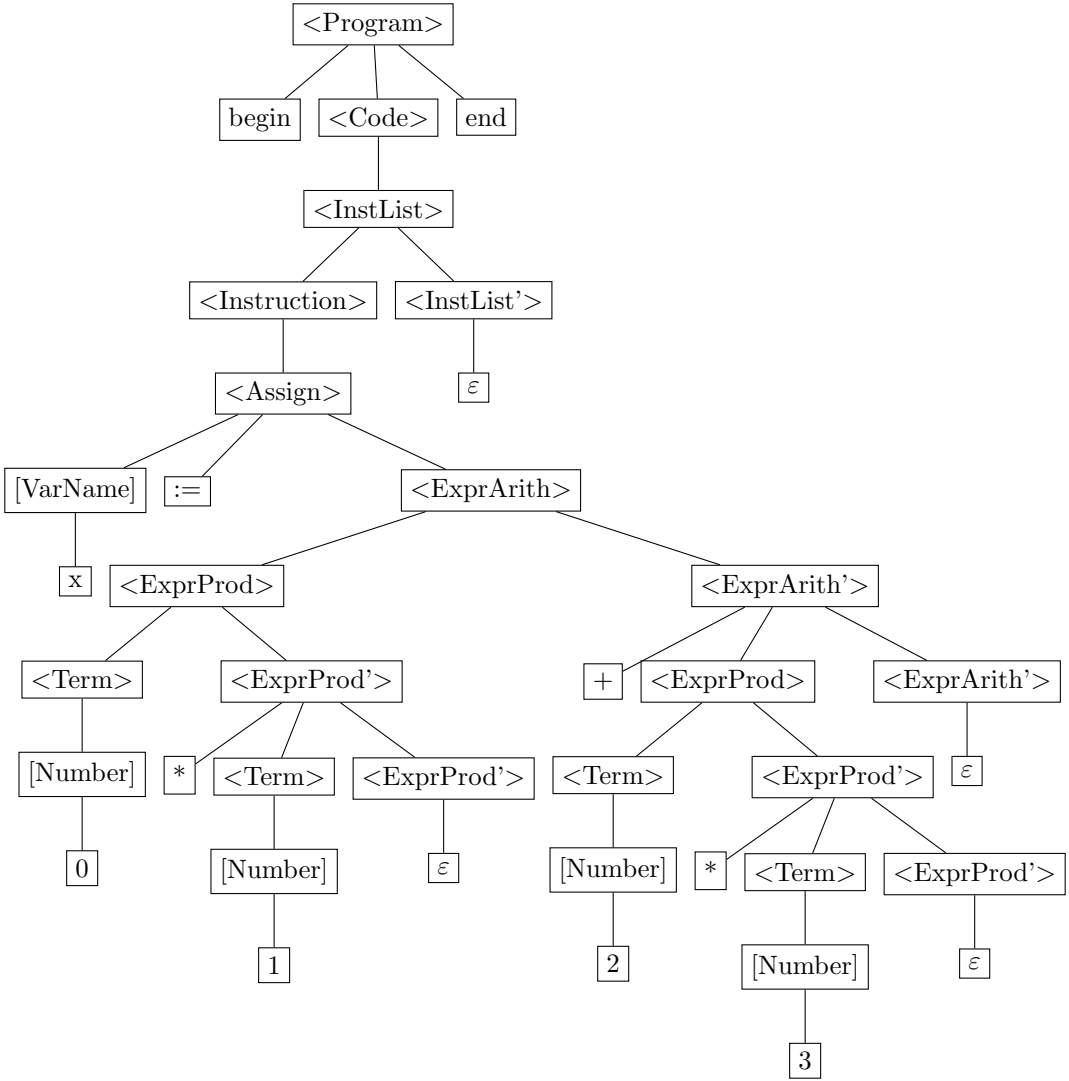 <Program>
begin <Code> end
<InstList>
<Instruction> <InstList'>
<Assign> ε
[VarName] := <ExprArith>
x <ExprProd> <ExprArith'>
<Term> <ExprProd'> + <ExprProd> <ExprArith'>
[Number] * <Term> <ExprProd'> <Term> <ExprProd'> ε
0 [Number] ε [Number] * <Term> <ExprProd'>
1 2 [Number] ε
3